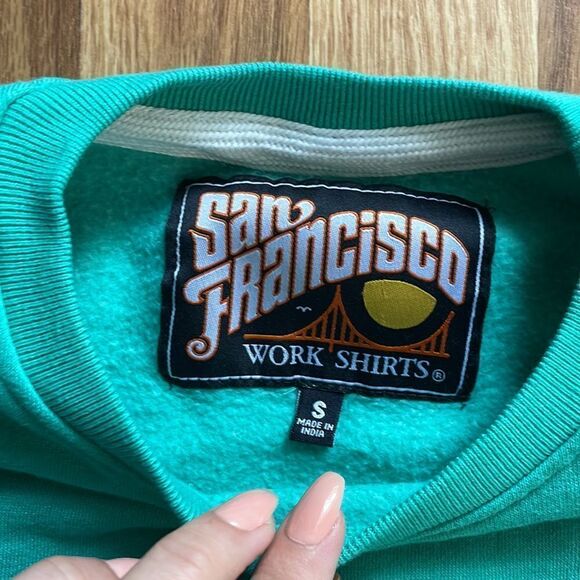 San
Francisco
WORK SHIRTS®
S
MADE IN
INDIA